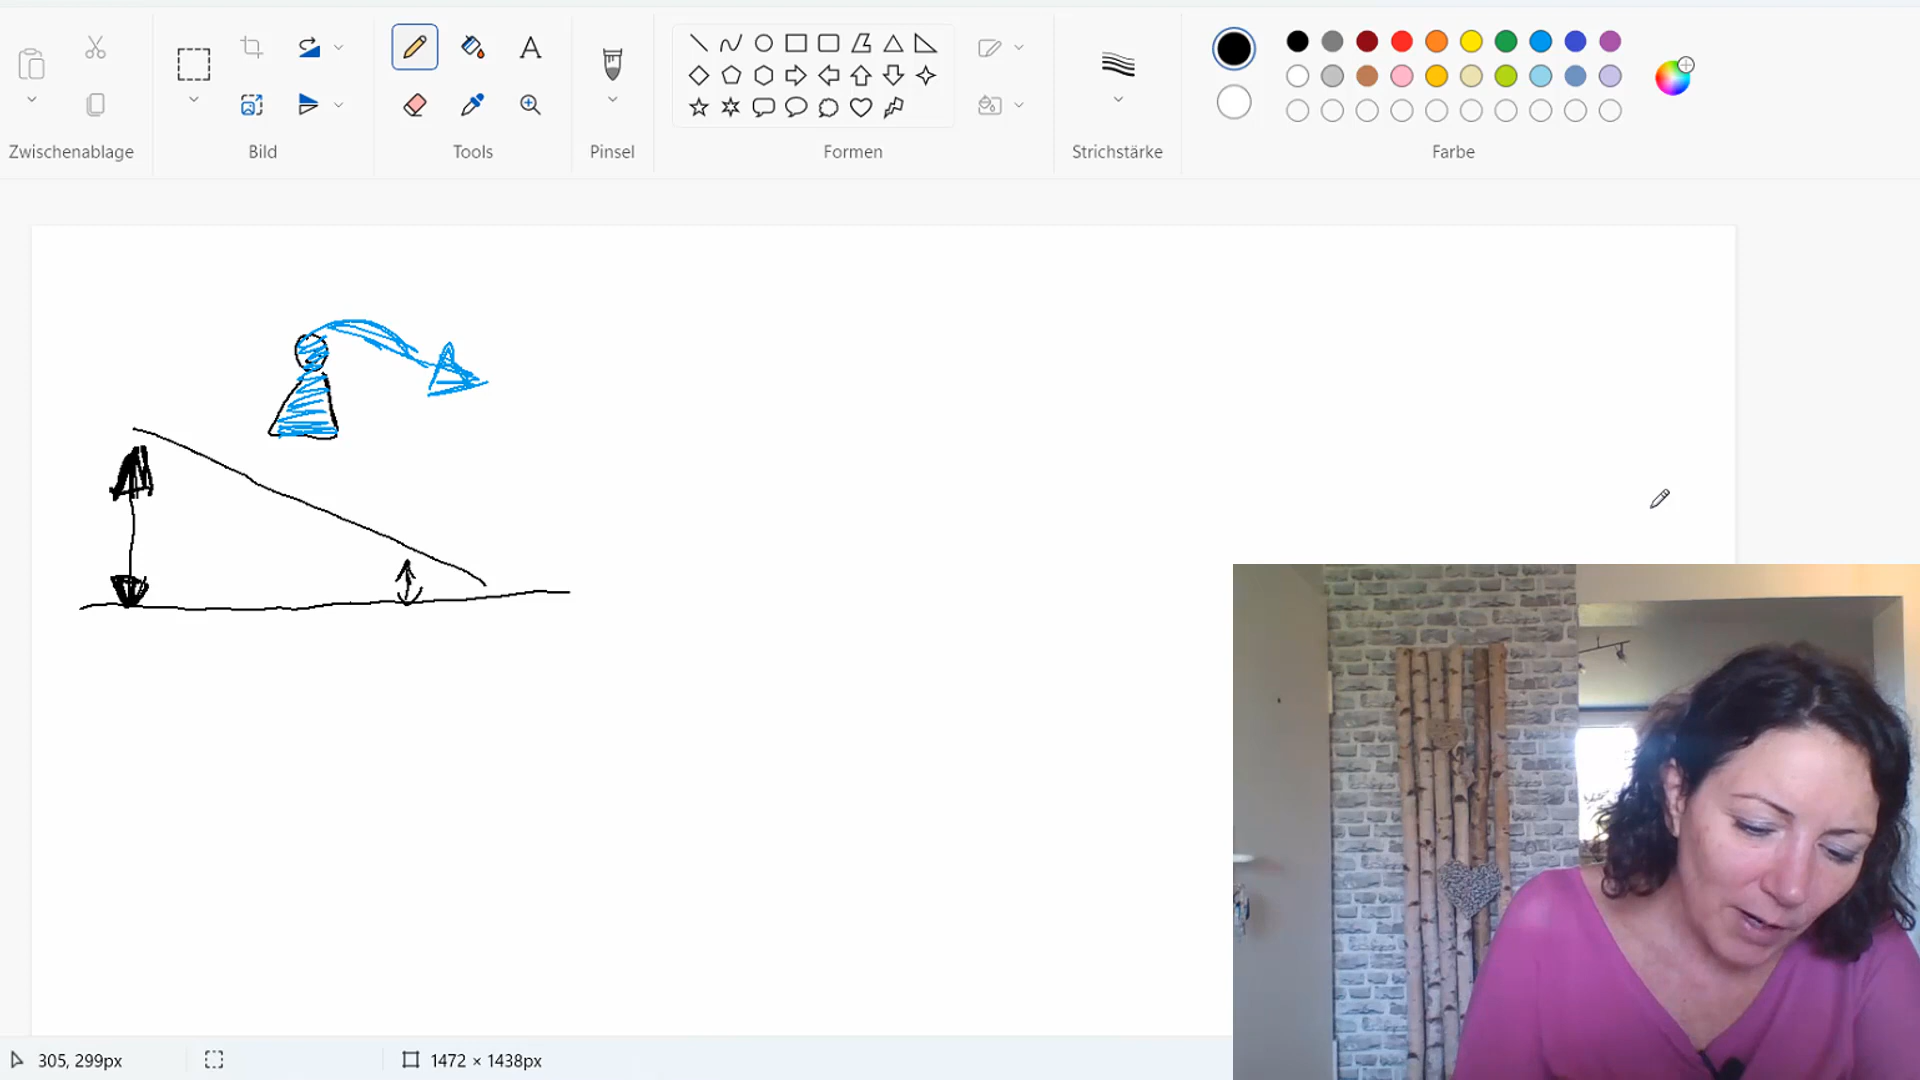 Zwischenablage
Bild
Tools
Pinsel
Formen
Strichstärke
Farbe
305, 299px
1472 × 1438px